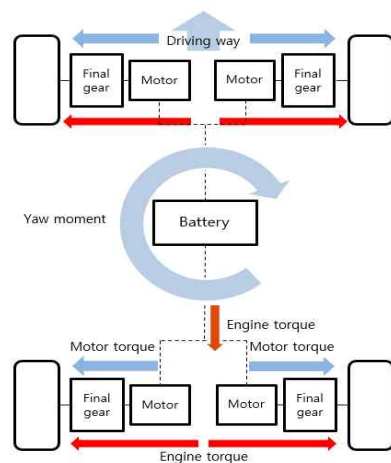 Driving way
Final
gear
Motor
Motor
Final
gear
Yaw moment
Battery
Engine torque
Motor torque
Motor torque
Final
gear
Motor
Motor
Final
gear
Engine torque